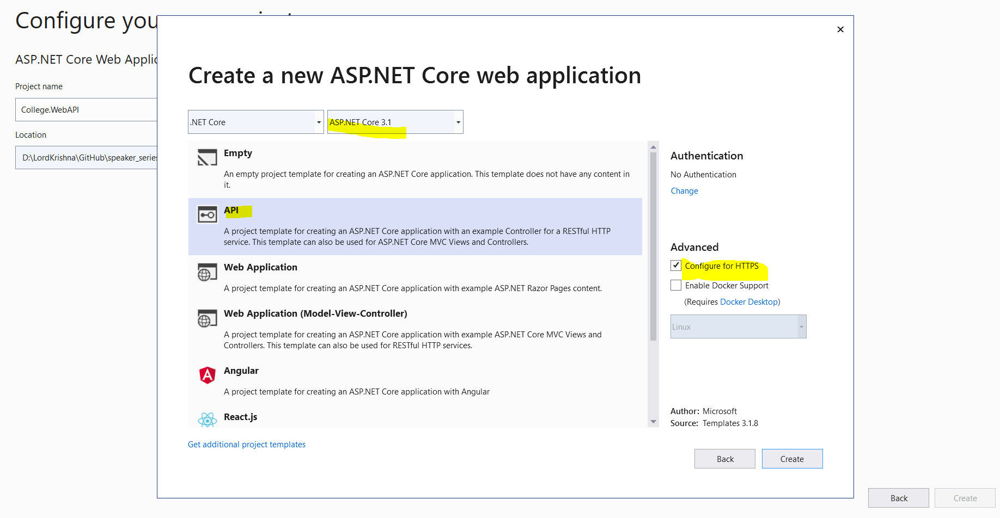 Configure you
ASP.NET Core Web Applic
Project name
College.WebAPI
Location
D:\LordKrishna\GitHub\speaker_series
Create a new ASP.NET Core web application
.NET Core
ASP.NET Core 3.1
Empty
An empty project template for creating an ASP.NET Core application. This template does not have any content in
it.
API
A project template for creating an ASP.NET Core application with an example Controller for a RESTful HTTP
service. This template can also be used for ASP.NET Core MVC Views and Controllers.
Web Application
A project template for creating an ASP.NET Core application with example ASP.NET Razor Pages content.
Web Application (Model-View-Controller)
A project template for creating an ASP.NET Core application with example ASP.NET Core MVC Views and
Controllers. This template can also be used for RESTful HTTP services.
Angular
A project template for creating an ASP.NET Core application with Angular
React.js
Get additional project templates
Authentication
No Authentication
Change
Advanced
Configure for HTTPS
Enable Docker Support
(Requires Docker Desktop)
Linux
Author: Microsoft
Source: Templates 3.1.8
Back
Create
Back
Create